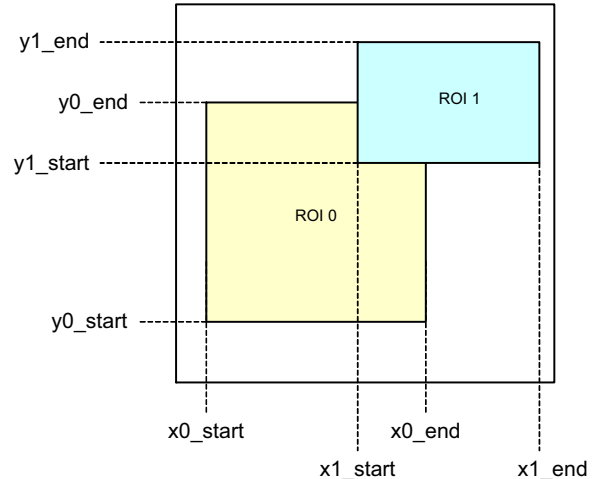 y1_end
y0_end
ROI 1
y1_start
ROI 0
y0_start
x0_start
x0_end
x1_start
x1_end